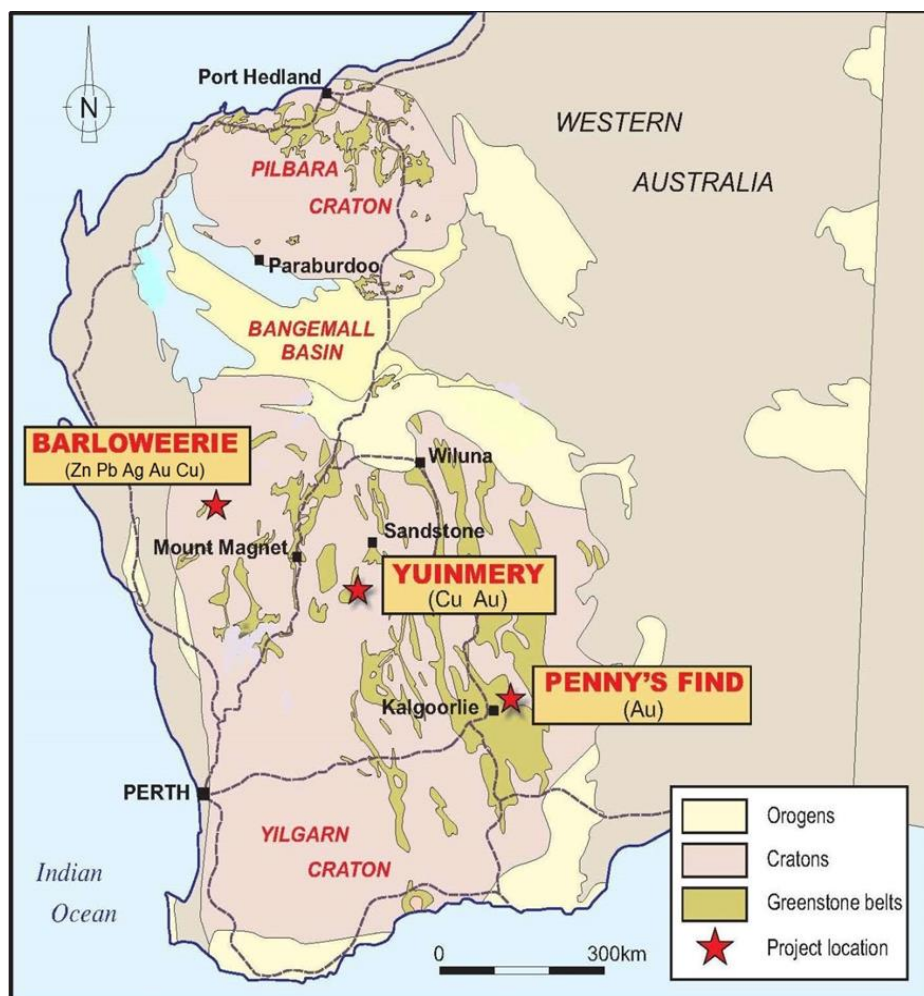 Port Hedland
N
WESTERN
AUSTRALIA
PILBARA
CRATON
Paraburdoo
BANGEMALL
BASIN
BARLOWEERIE
(Zn Pb Ag Au Cu)
Wiluna
Sandstone
Mount Magnet
YUINMERY
(Cu Au)
PENNY'S FIND
(Au)
Kalgoorlie
PERTH
YILGARN
CRATON
Indian
Ocean
Orogens
Cratons
Greenstone belts
Project location
0 300km